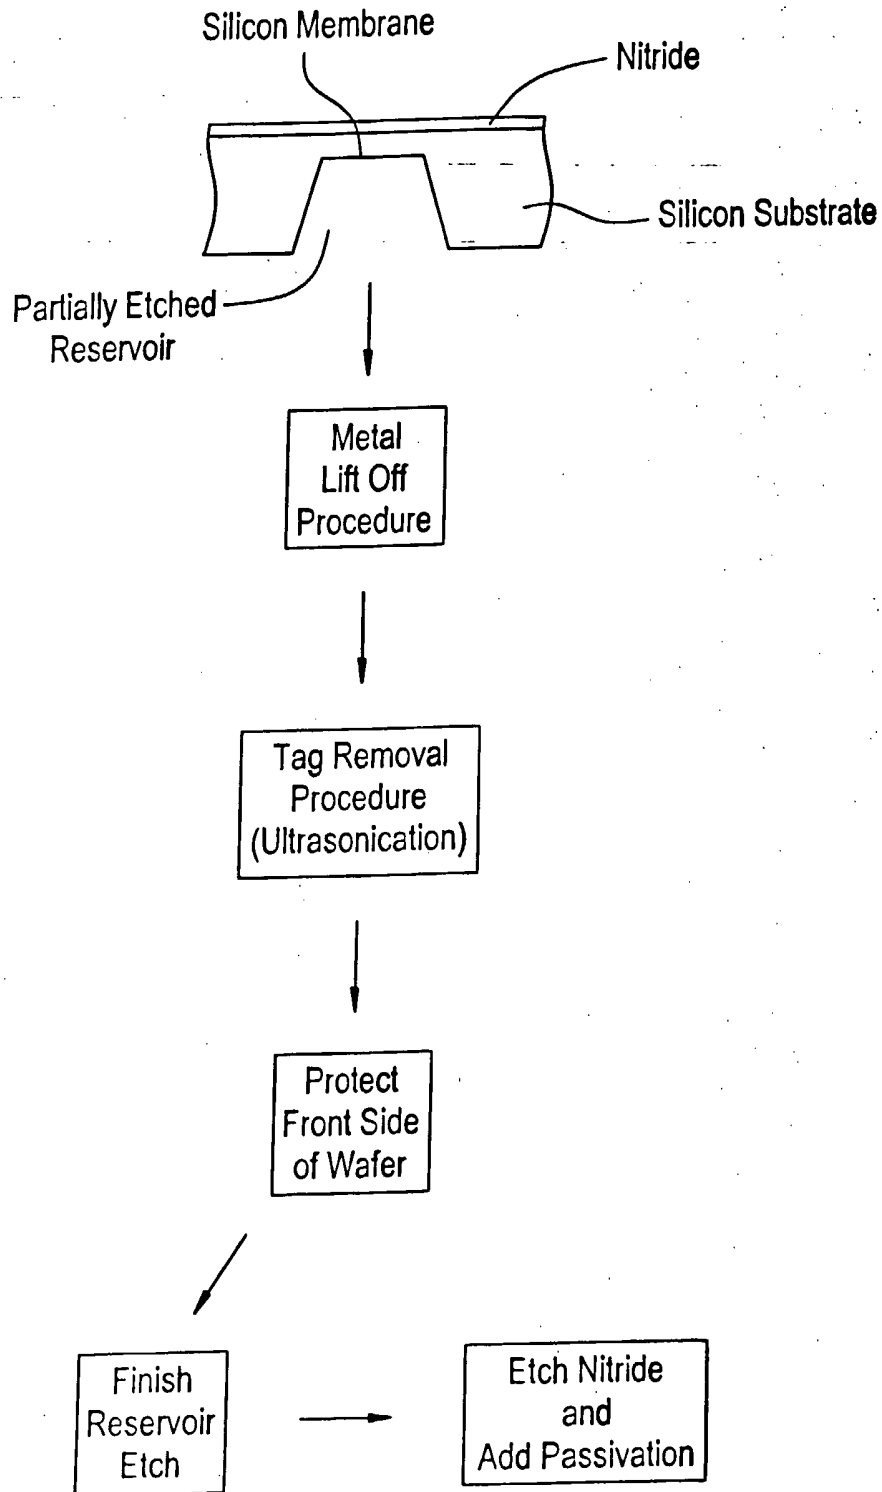 Silicon Membrane
Nitride
Silicon Substrate
Partially Etched
Reservoir
Metal
Lift Off
Procedure
Tag Removal
Procedure
(Ultrasonication)
Protect
Front Side
of Wafer
Finish
Reservoir
Etch
Etch Nitride
and
Add Passivation